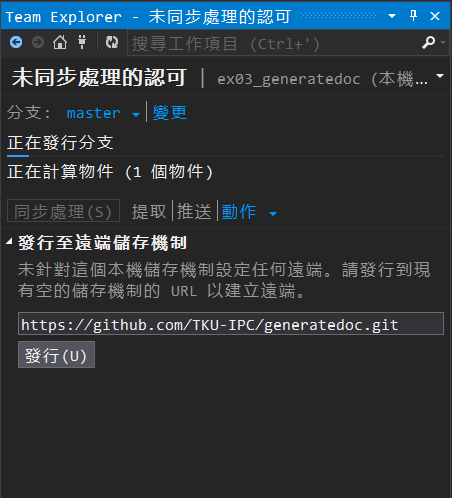 Team Explorer - 未同步處理的認可
搜尋工作項目 (Ctrl+')
未同步處理的認可 | ex03_generatedoc (本機...
分支: master 變更
正在發行分支
正在計算物件 (1 個物件)
同步處理(S) 提取 推送 動作
發行至遠端儲存機制
未針對這個本機儲存機制設定任何遠端。請發行到現
有空的儲存機制的 URL 以建立遠端。
https://github.com/TKU-IPC/generatedoc.git
發行(U)